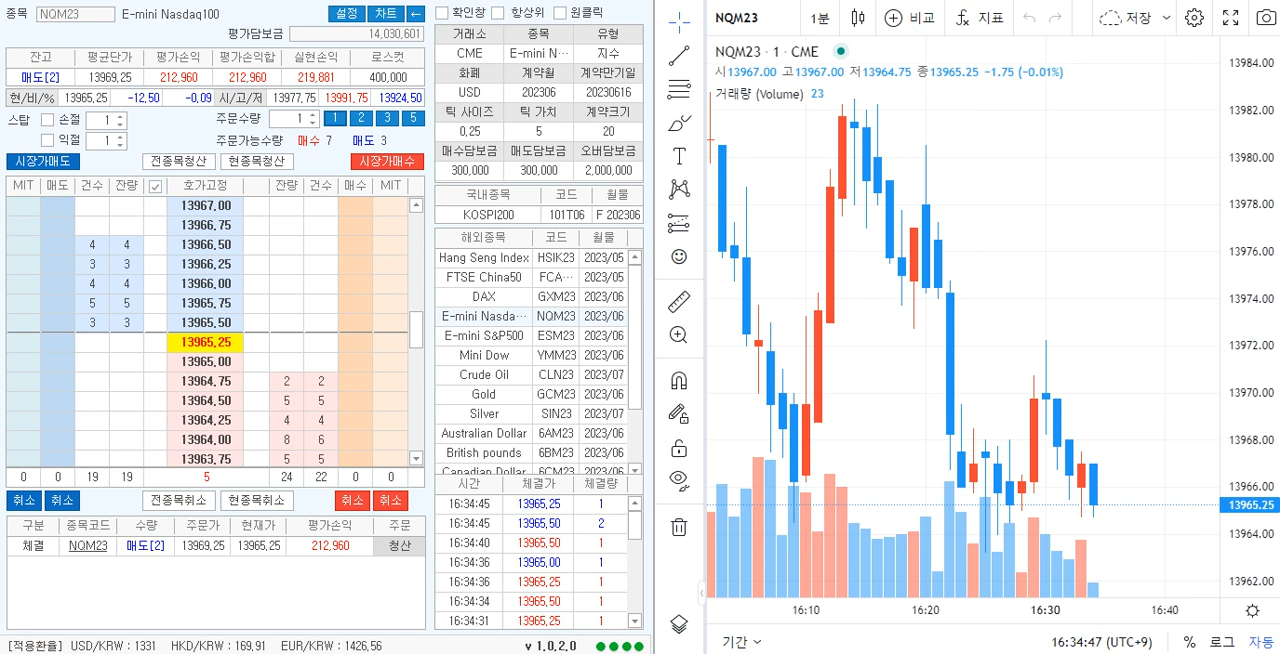 종목 NQM23 E-mini Nasdaq100 설정 차트 ←
평가담보금 14,030,601
잔고 평균단가 평가손익 평가손익합 실현손익 로스컷
매도[2] 13969,25 212,960 212,960 219,881 400,000
현/비/% 13965,25 -12,50 -0,09 시/고/저 13977,75 13991,75 13924,50
스탑 손절 1 주문수량 1 1 2 3 5
익절 1 주문가능수량 매수 7 매도 3
시장가매도 전종목청산 현종목청산 시장가매수
MIT 매도 건수 잔량 호가고정 잔량 건수 매수 MIT
13967,00
13966,75
4 4 13966,50
3 3 13966,25
4 4 13966,00
5 5 13965,75
3 3 13965,50
13965,25
13965,00
13964,75 2 2
13964,50 5 5
13964,25 4 4
13964,00 8 6
13963,75 5 5
0 0 19 19 5 24 22 0 0
취소 취소 전종목취소 현종목취소 취소 취소
구분 종목코드 수량 주문가 현재가 평가손익 주문
체결 NQM23 매도[2] 13969,25 13965,25 212,960 청산
[적용환율] USD/KRW : 1331 HKD/KRW : 169,91 EUR/KRW : 1426,56 v 1.0.2.0
확인창 항상위 원클릭
거래소 종목 유형
CME E-mini N⋯ 지수
화폐 계약월 계약만기일
USD 202306 20230616
틱 사이즈 틱 가치 계약크기
0,25 5 20
매수담보금 매도담보금 오버담보금
300,000 300,000 2,000,000
국내종목 코드 월물
KOSPI200 101T06 F 202306
해외종목 코드 월물
Hang Seng Index HSIK23 2023/05
FTSE China50 FCA⋯ 2023/05
DAX GXM23 2023/06
E-mini Nasda⋯ NQM23 2023/06
E-mini S&P500 ESM23 2023/06
Mini Dow YMM23 2023/06
Crude Oil CLN23 2023/07
Gold GCM23 2023/06
Silver SIN23 2023/07
Australian Dollar 6AM23 2023/06
British pounds 6BM23 2023/06
Canadian Dollar 6CM23 2023/06
시간 체결가 체결량
16:34:45 13965,25 1
16:34:45 13965,50 2
16:34:40 13965,50 1
16:34:36 13965,00 1
16:34:36 13965,25 1
16:34:34 13965,50 1
16:34:31 13965,25 1
NQM23 1분 비교 지표 저장
NQM23 · 1 · CME
시13967.00 고13967.00 저13964.75 종13965.25 -1.75 (-0.01%)
거래량 (Volume) 23
13984.00
13982.00
13980.00
13978.00
13976.00
13974.00
13972.00
13970.00
13968.00
13966.00
13965.25
13964.00
13962.00
16:10 16:20 16:30 16:40
기간 16:34:47 (UTC+9) % 로그 자동